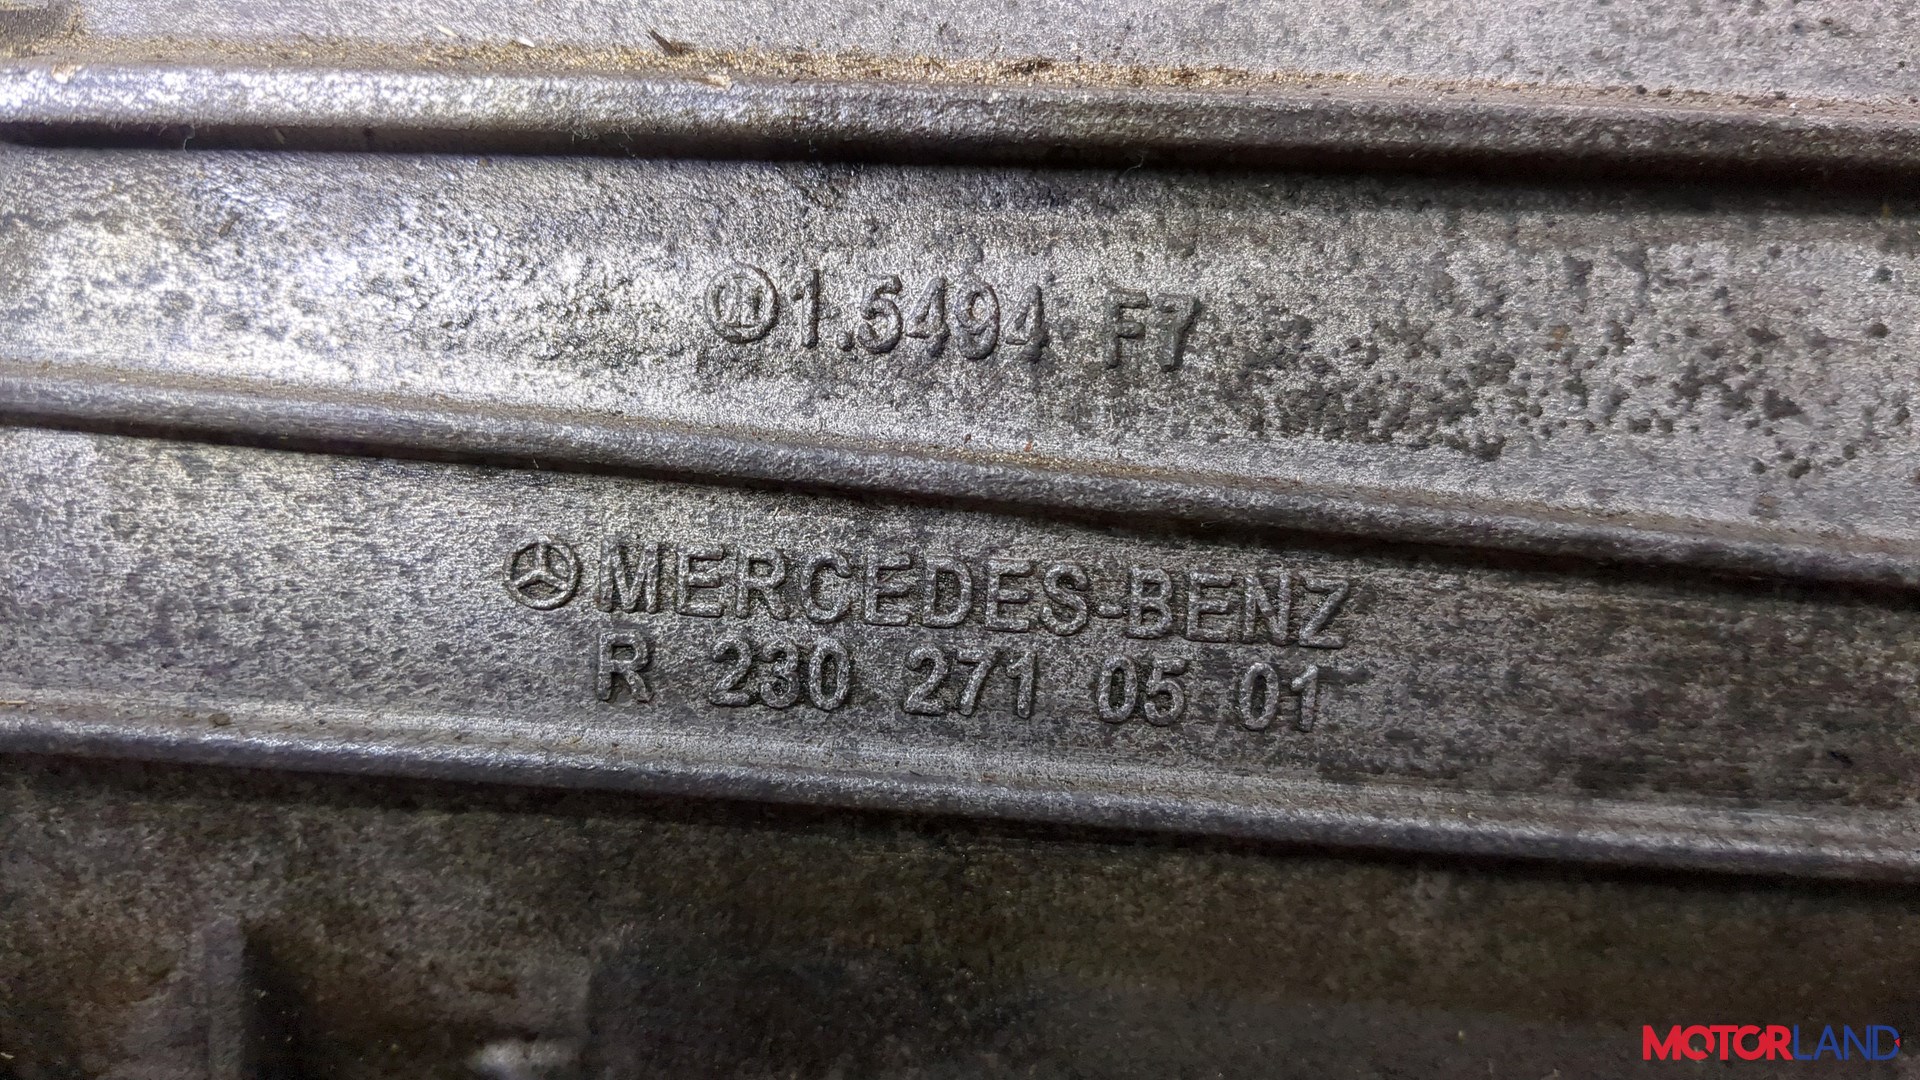 1.5494 F7
MERCEDES-BENZ
R 230 271 05 01
MOTORLAND